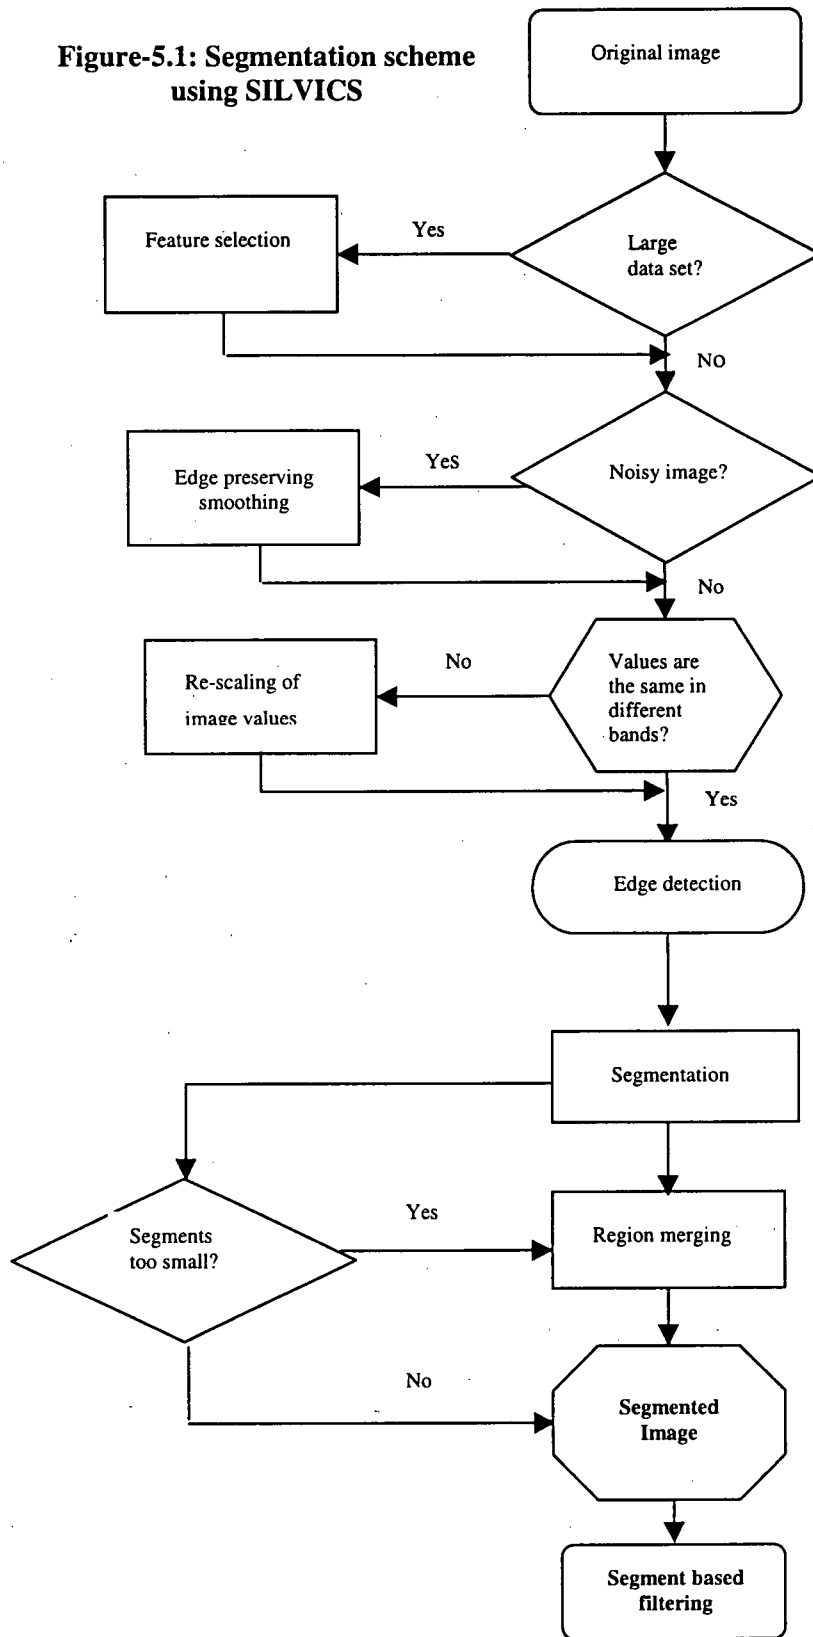 Figure-5.1: Segmentation scheme
using SILVICS
Original image
Large
data set?
Yes
Feature selection
No
Noisy image?
Yes
Edge preserving
smoothing
No
Values are
the same in
different
bands?
No
Re-scaling of
image values
Yes
Edge detection
Segmentation
Segments
too small?
Yes
Region merging
No
Segmented
Image
Segment based
filtering